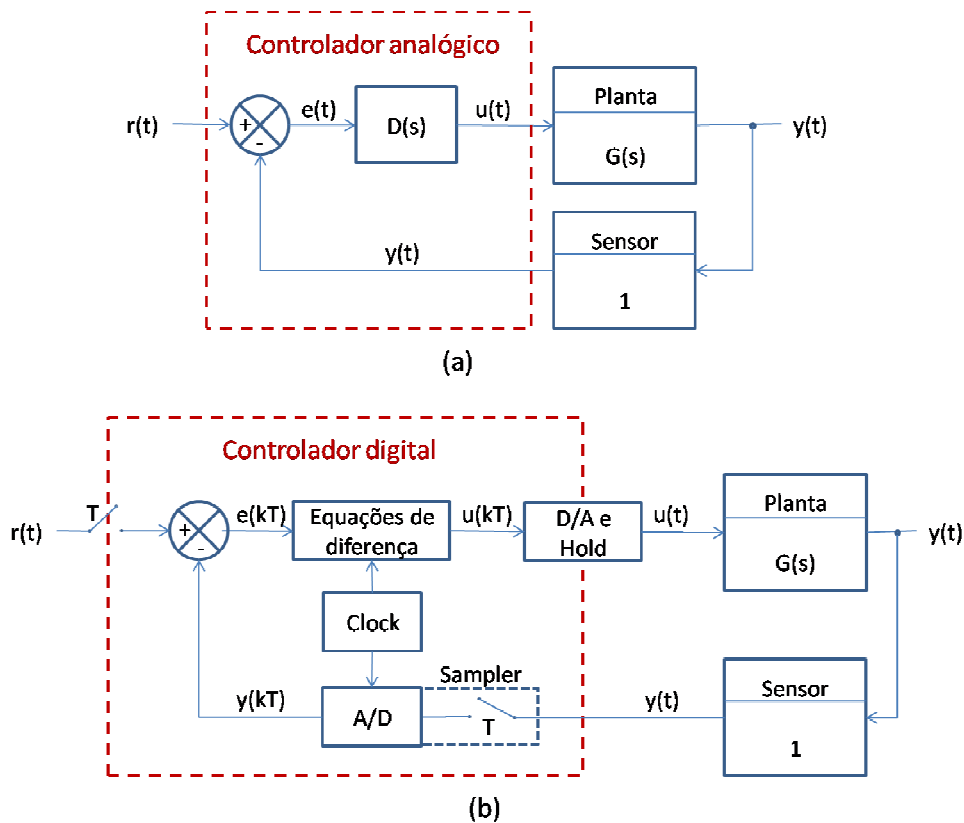 Controlador analógico
r(t)
+
-
e(t)
D(s)
u(t)
Planta
G(s)
y(t)
y(t)
Sensor
1
(a)
Controlador digital
r(t)
T
+
-
e(kT)
Equações de
diferença
u(kT)
D/A e
Hold
u(t)
Planta
G(s)
y(t)
Clock
Sampler
y(kT)
A/D
T
y(t)
Sensor
1
(b)